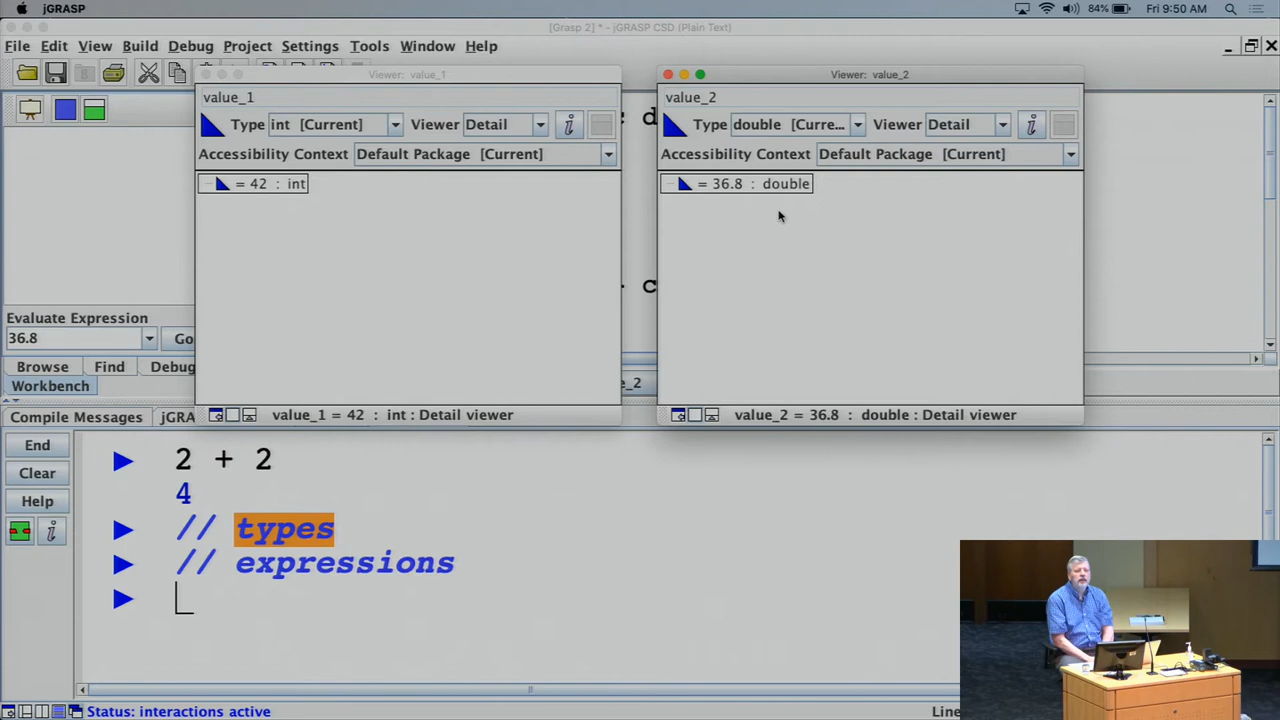 jGRASP
84%
Fri 9:50 AM
[Grasp 2] * - jGRASP CSD (Plain Text)
File Edit View Build Debug Project Settings Tools Window Help
Viewer: value_1
value_1
Type int [Current] Viewer Detail
Accessibility Context Default Package [Current]
= 42 : int
value_1 = 42 : int : Detail viewer
Viewer: value_2
value_2
Type double [Curre... Viewer Detail
Accessibility Context Default Package [Current]
= 36.8 : double
value_2 = 36.8 : double : Detail viewer
Evaluate Expression
36.8 Go
Browse Find Debug
Workbench
Compile Messages jGRA
End
Clear
Help
2 + 2
4
// types
// expressions
Status: interactions active